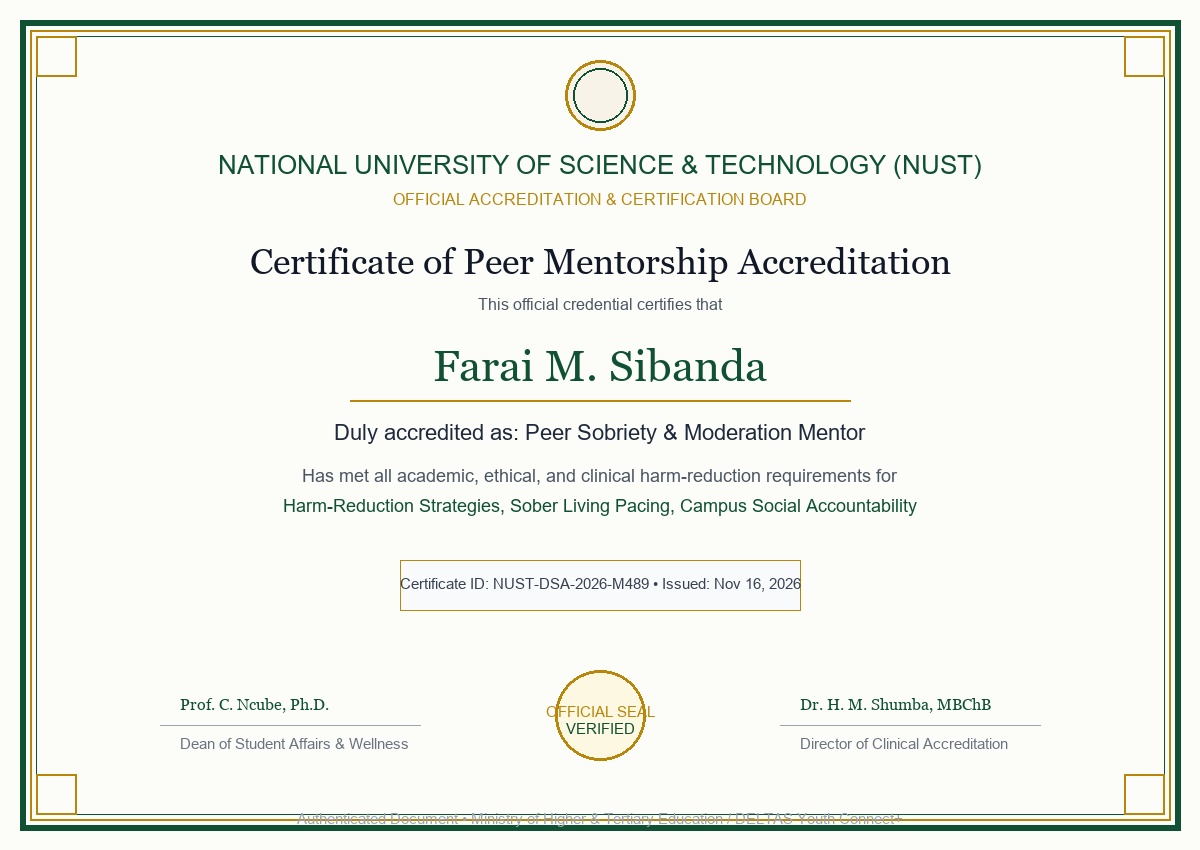 NATIONAL UNIVERSITY OF SCIENCE & TECHNOLOGY (NUST)
OFFICIAL ACCREDITATION & CERTIFICATION BOARD
Certificate of Peer Mentorship Accreditation
This official credential certifies that
Farai M. Sibanda
Duly accredited as: Peer Sobriety & Moderation Mentor
Has met all academic, ethical, and clinical harm-reduction requirements for
Harm-Reduction Strategies, Sober Living Pacing, Campus Social Accountability
Certificate ID: NUST-DSA-2026-M489 • Issued: Nov 16, 2026
Prof. C. Ncube, Ph.D.
Dean of Student Affairs & Wellness
OFFICIAL SEAL
VERIFIED
Dr. H. M. Shumba, MBChB
Director of Clinical Accreditation
Authenticated Document • Ministry of Higher & Tertiary Education / DELTAS Youth Connect+